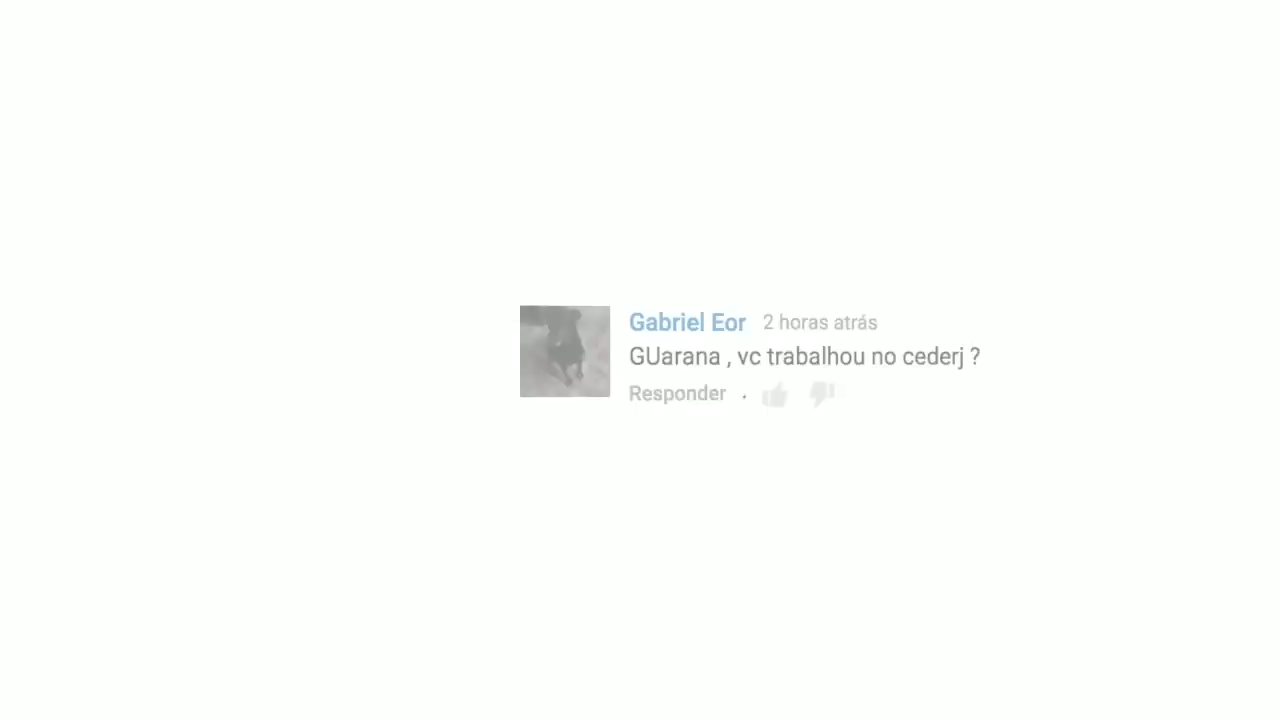 Gabriel Eor 2 horas atrás
GUarana , vc trabalhou no cederj ?
Responder .